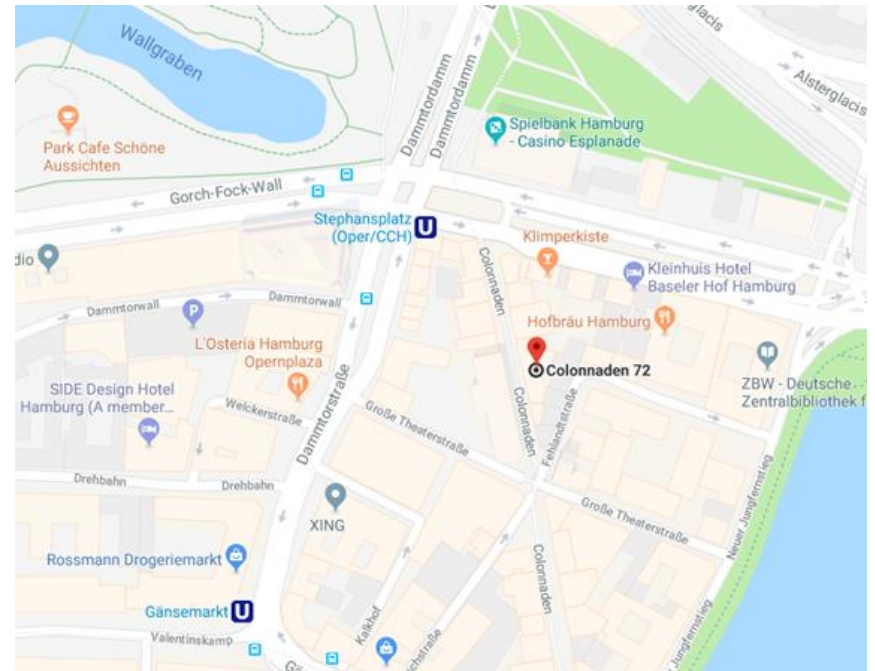 Wallgraben
Alsterglacis
Alsterglacis
Dammtordamm
Dammtordamm
Spielbank Hamburg
- Casino Esplanade
Park Cafe Schöne
Aussichten
Gorch-Fock-Wall
Stephansplatz
(Oper/CCH)
U
Klimperkiste
dio
Colonnaden
Kleinhuis Hotel
Baseler Hof Hamburg
Dammtorwall
Dammtorwall
P
Hofbräu Hamburg
L'Osteria Hamburg
Opernplaza
Colonnaden 72
ZBW - Deutsche
Zentralbibliothek f
SIDE Design Hotel
Hamburg (A member...
Welckerstraße
Dammtorstraße
Große Theaterstraße
Colonnaden
Fehlandtstraße
Drehbahn
Drehbahn
XING
Große Theaterstraße
Neuer Jungfernstieg
Rossmann Drogeriemarkt
Colonnaden
Gänsemarkt
U
Kalkhof
Valentinskamp
chstraße